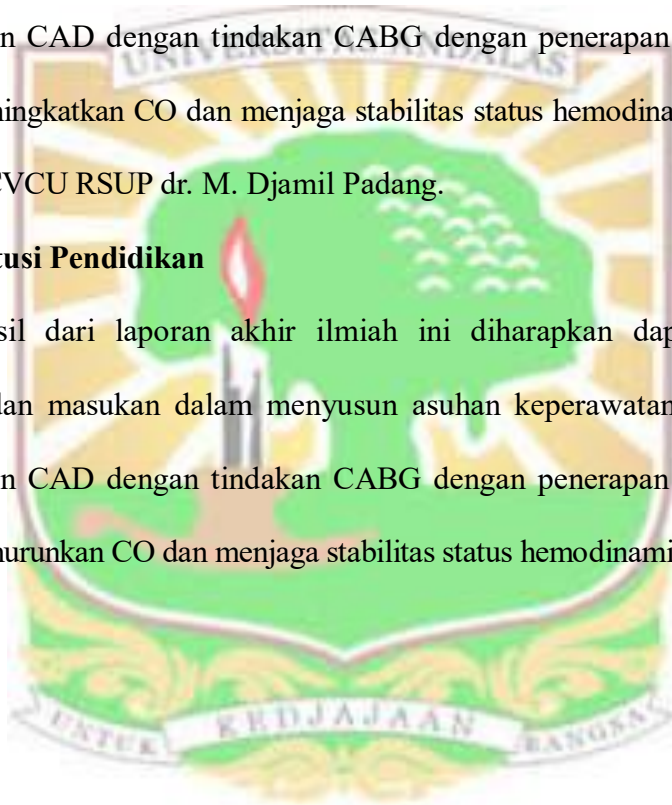 n CAD dengan tindakan CABG dengan penerapan
UNIVERSITAS ANDALAS
ningkatkan CO dan menjaga stabilitas status hemodina
CVCU RSUP dr. M. Djamil Padang.
tusi Pendidikan
sil dari laporan akhir ilmiah ini diharapkan dap
dan masukan dalam menyusun asuhan keperawatan
n CAD dengan tindakan CABG dengan penerapan
nurunkan CO dan menjaga stabilitas status hemodinami
UNTUK KEDJAJAAN BANGSA